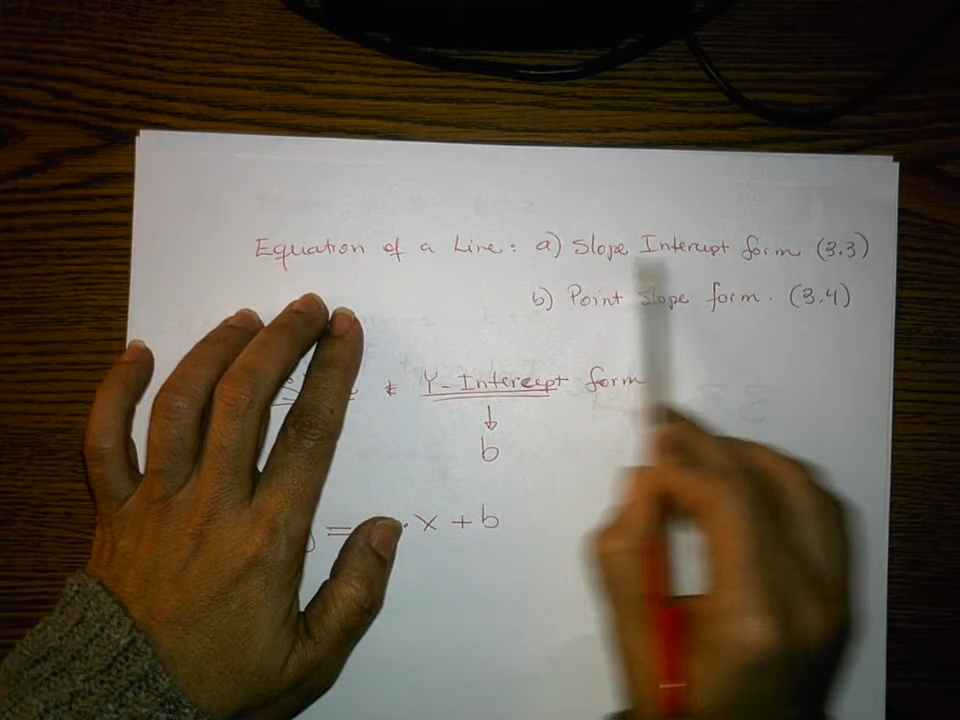 Equation of a Line: a) Slope Intercept form (3.3)
b) Point Slope form. (3.4)
& Y-Intercept form
↓
b
= · x + b